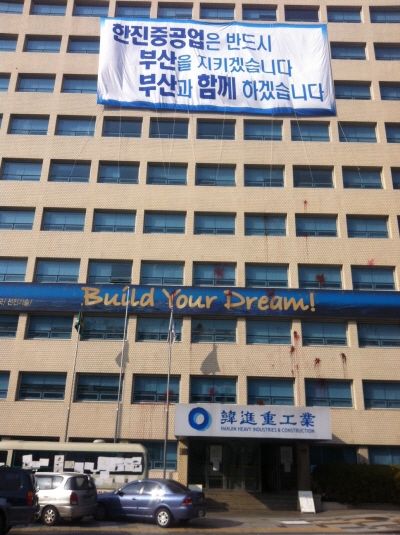 한진중공업은 반드시
부산을 지키겠습니다
부산과 함께 하겠습니다
Build Your Dream!
韓進重工業
HANJIN HEAVY INDUSTRIES & CONSTRUCTION